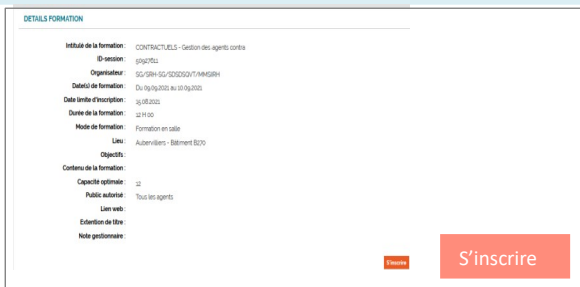 DETAILS FORMATION
Intitulé de la formation : CONTRACTUELS - Gestion des agents contra
ID-session : 50927611
Organisateur : SG/SRH-SG/SDSDSQVT/MMSIRH
Date(s) de formation : Du 09.09.2021 au 10.09.2021
Date limite d'inscription : 15.08.2021
Durée de la formation : 12 H 00
Mode de formation : Formation en salle
Lieu : Aubervilliers - Bâtiment B270
Objectifs :
Contenu de la formation :
Capacité optimale : 12
Public autorisé : Tous les agents
Lien web :
Extention de titre :
Note gestionnaire :
S'inscrire
S'inscrire